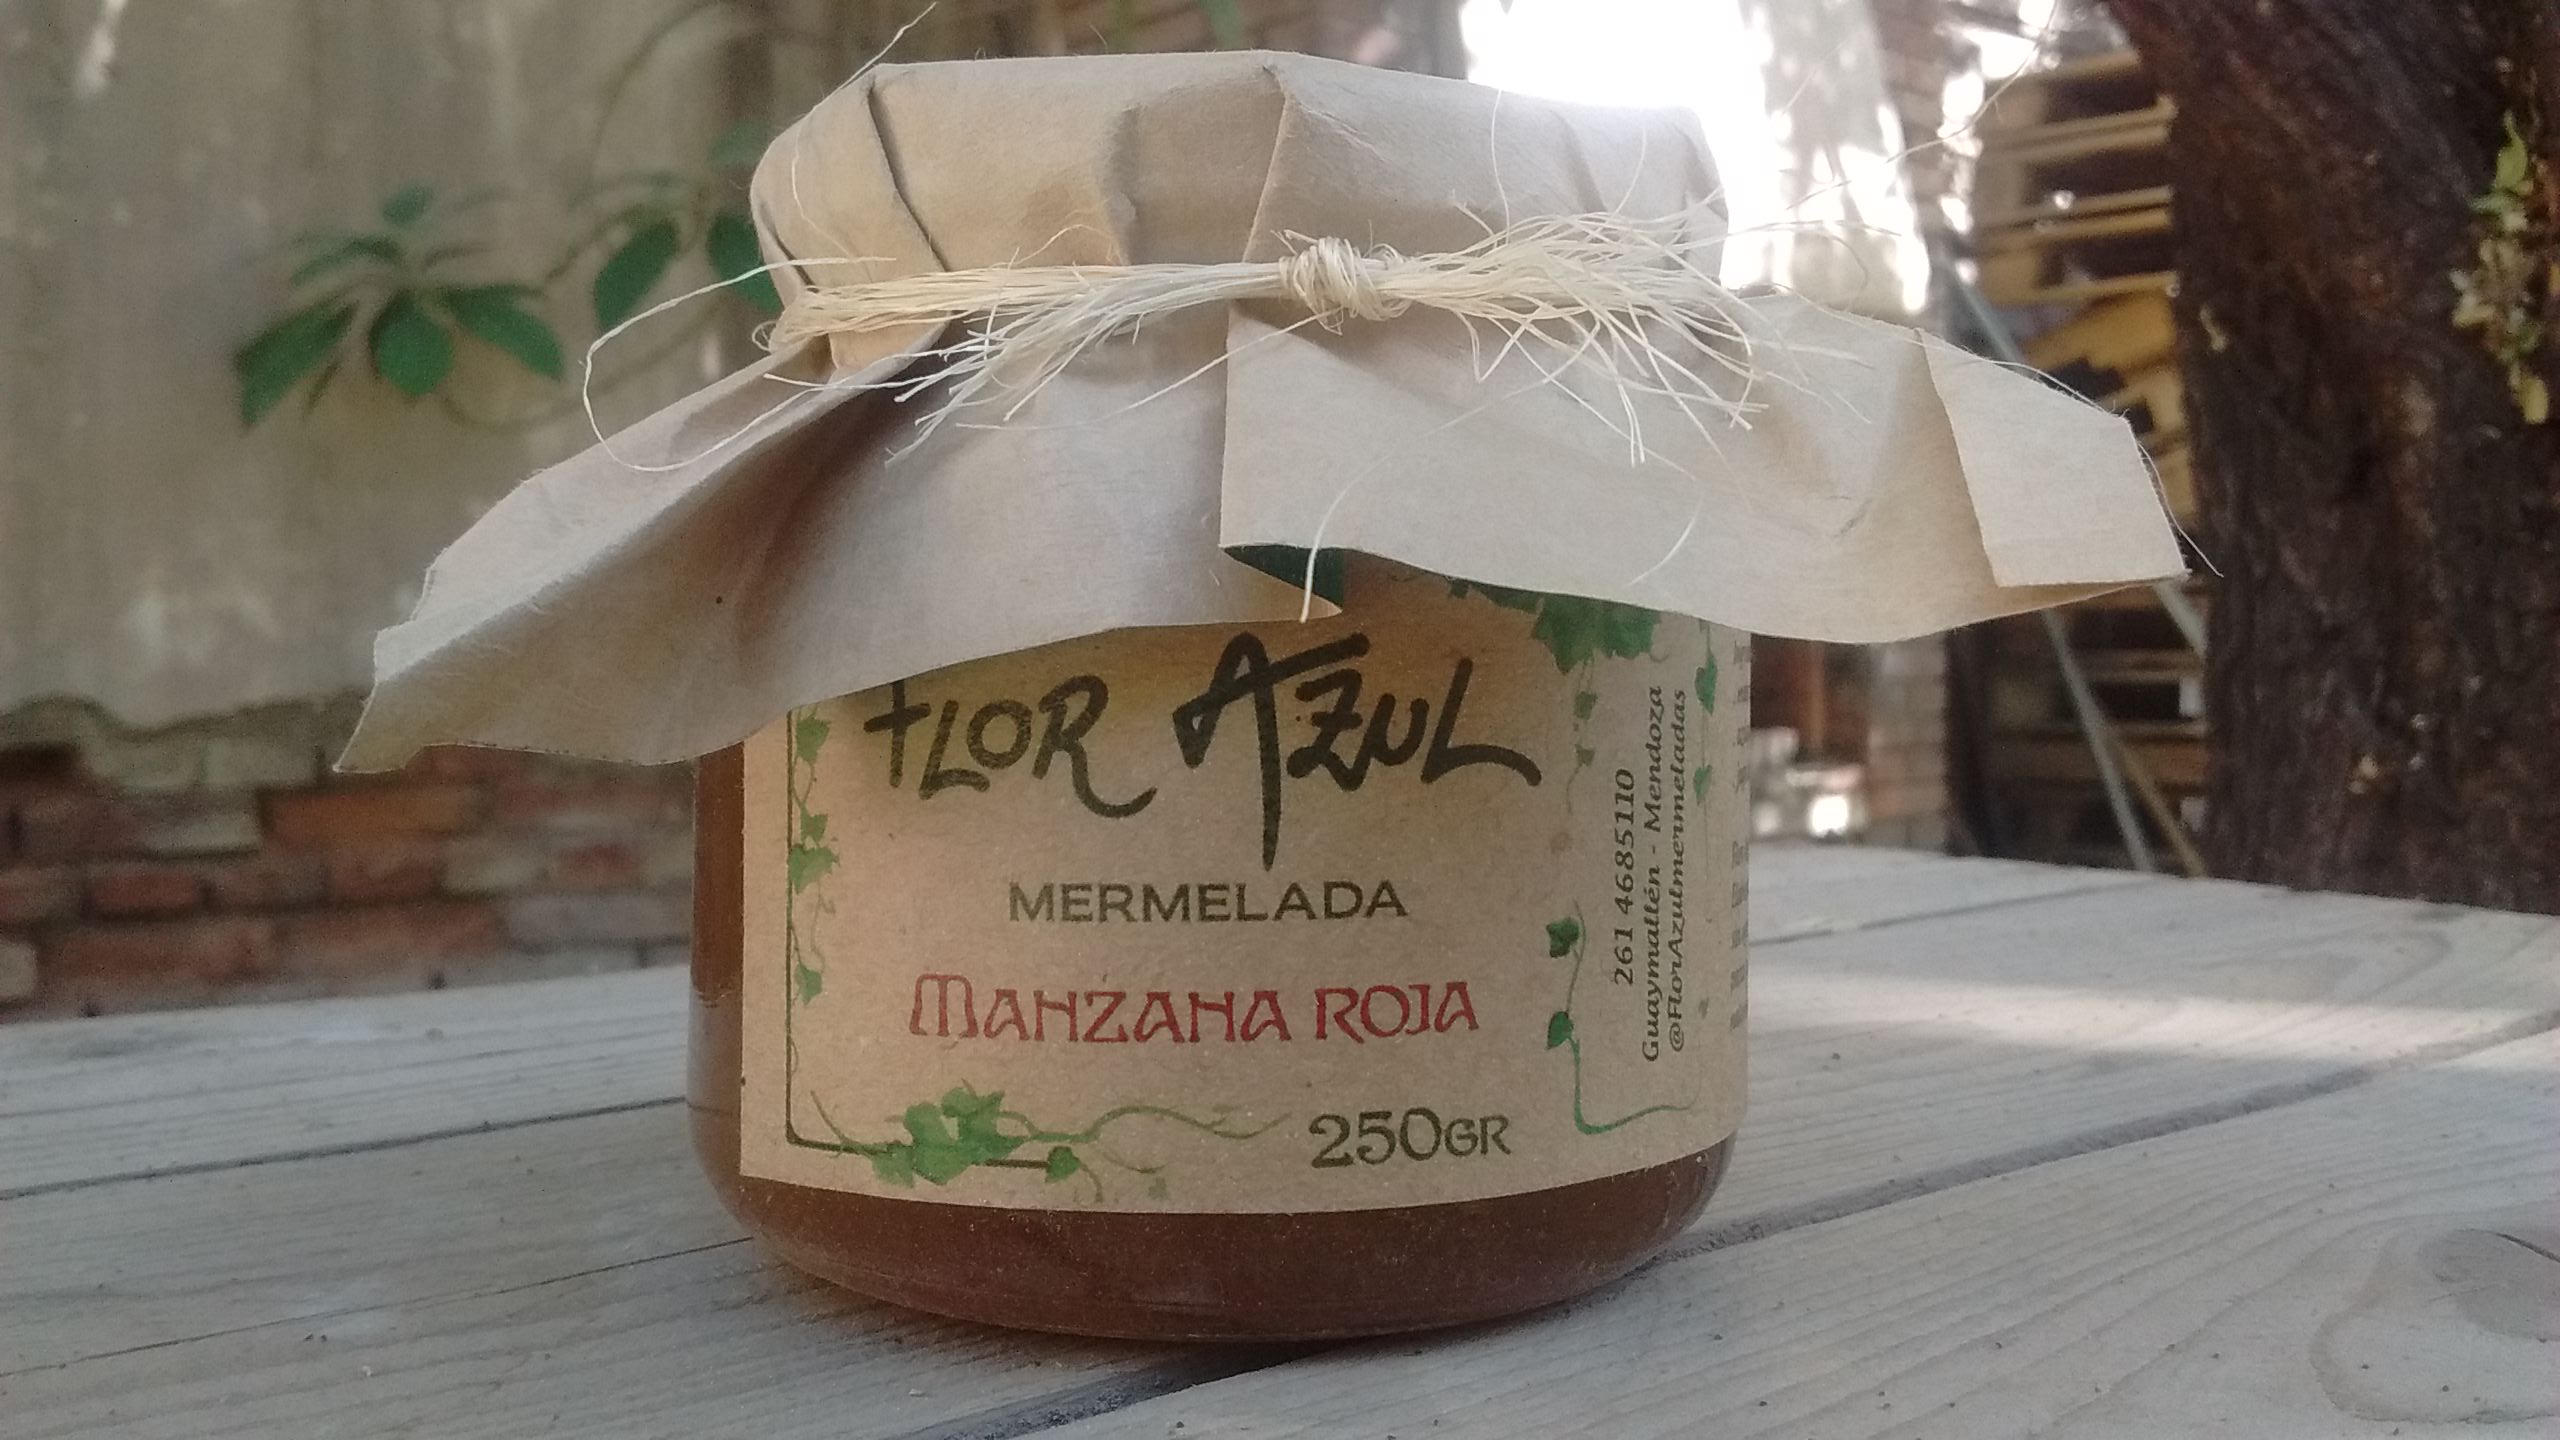 FLOR AZUL
MERMELADA
MANZANA ROJA
250GR
261 4685110
Guaymallén - Mendoza
@FlorAzulmermeladas